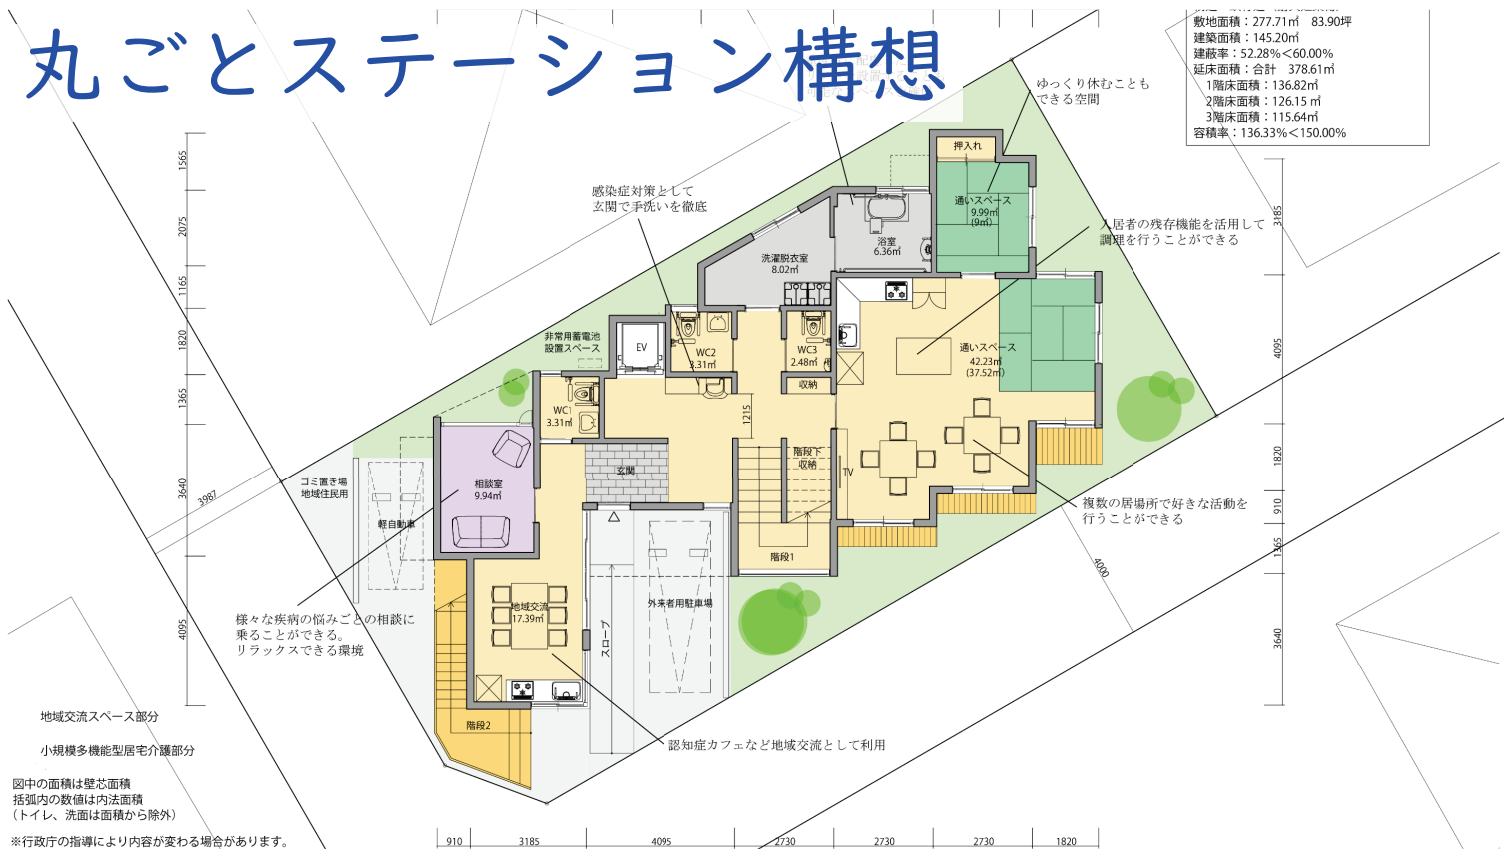 丸ごとステーション構想
敷地面積：277.71㎡　83.90坪
建築面積：145.20㎡
建蔽率：52.28%＜60.00%
延床面積：合計　378.61㎡
1階床面積：136.82㎡
2階床面積：126.15 ㎡
3階床面積：115.64㎡
容積率：136.33%＜150.00%
ゆっくり休むことも
できる空間
押入れ
感染症対策として
玄関で手洗いを徹底
通いスペース
9.99㎡
(9㎡)
入居者の残存機能を活用して
調理を行うことができる
浴室
6.36㎡
洗濯脱衣室
8.02㎡
非常用蓄電池
設置スペース
EV
WC2
3.31㎡
WC3
2.48㎡
収納
通いスペース
42.23㎡
(37.52㎡)
WC1
3.31㎡
1215
玄関
階段下
収納
TV
相談室
9.94㎡
ゴミ置き場
地域住民用
軽自動車
複数の居場所で好きな活動を
行うことができる
階段1
地域交流
17.39㎡
外来者用駐車場
スロープ
様々な疾病の悩みごとの相談に
乗ることができる。
リラックスできる環境
階段2
認知症カフェなど地域交流として利用
地域交流スペース部分
小規模多機能型居宅介護部分
図中の面積は壁芯面積
括弧内の数値は内法面積
（トイレ、洗面は面積から除外）
※行政庁の指導により内容が変わる場合があります。
1565
2075
1165
1820
1365
3640
4095
3987
3185
4095
1820
910
1365
3640
4000
910
3185
4095
2730
2730
2730
1820